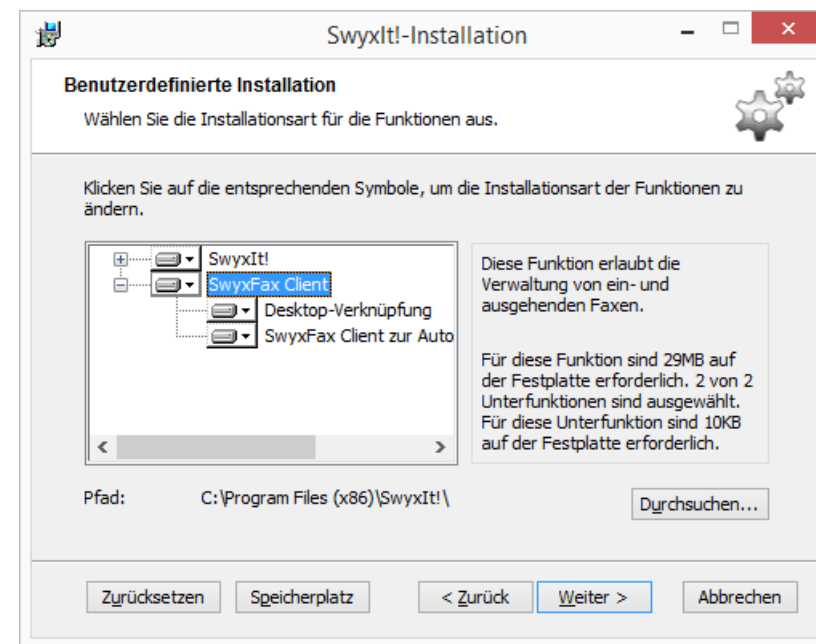 SwyxIt!-Installation
Benutzerdefinierte Installation
Wählen Sie die Installationsart für die Funktionen aus.
Klicken Sie auf die entsprechenden Symbole, um die Installationsart der Funktionen zu
ändern.
SwyxIt!
SwyxFax Client
Desktop-Verknüpfung
SwyxFax Client zur Auto
Diese Funktion erlaubt die
Verwaltung von ein- und
ausgehenden Faxen.
Für diese Funktion sind 29MB auf
der Festplatte erforderlich. 2 von 2
Unterfunktionen sind ausgewählt.
Für diese Unterfunktion sind 10KB
auf der Festplatte erforderlich.
Pfad: C:\Program Files (x86)\SwyxIt!\
Durchsuchen...
Zurücksetzen Speicherplatz < Zurück Weiter > Abbrechen